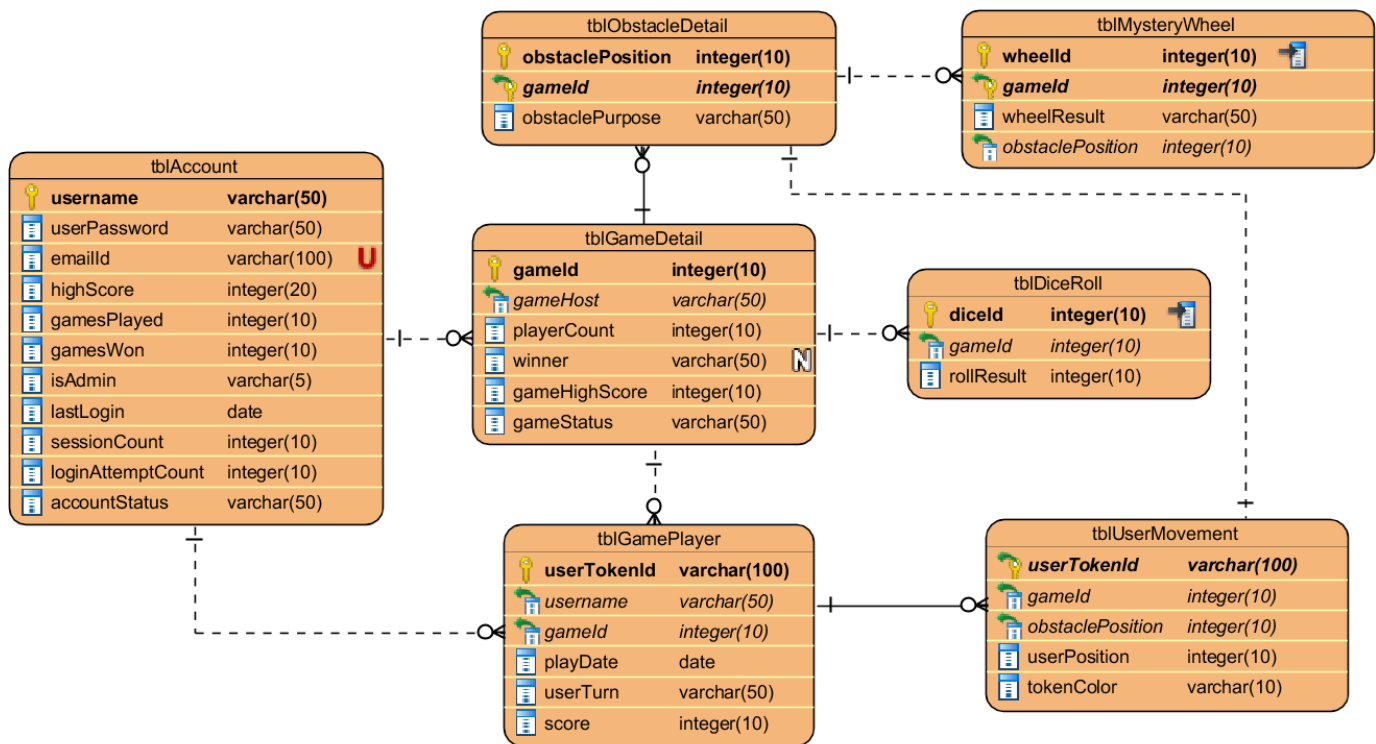 tblObstacleDetail
obstaclePosition integer(10)
gameId integer(10)
obstaclePurpose varchar(50)
tblMysteryWheel
wheelId integer(10)
gameId integer(10)
wheelResult varchar(50)
obstaclePosition integer(10)
tblAccount
username varchar(50)
userPassword varchar(50)
emailId varchar(100) U
highScore integer(20)
gamesPlayed integer(10)
gamesWon integer(10)
isAdmin varchar(5)
lastLogin date
sessionCount integer(10)
loginAttemptCount integer(10)
accountStatus varchar(50)
tblGameDetail
gameId integer(10)
gameHost varchar(50)
playerCount integer(10)
winner varchar(50) N
gameHighScore integer(10)
gameStatus varchar(50)
tblDiceRoll
diceId integer(10)
gameId integer(10)
rollResult integer(10)
tblGamePlayer
userTokenId varchar(100)
username varchar(50)
gameId integer(10)
playDate date
userTurn varchar(50)
score integer(10)
tblUserMovement
userTokenId varchar(100)
gameId integer(10)
obstaclePosition integer(10)
userPosition integer(10)
tokenColor varchar(10)